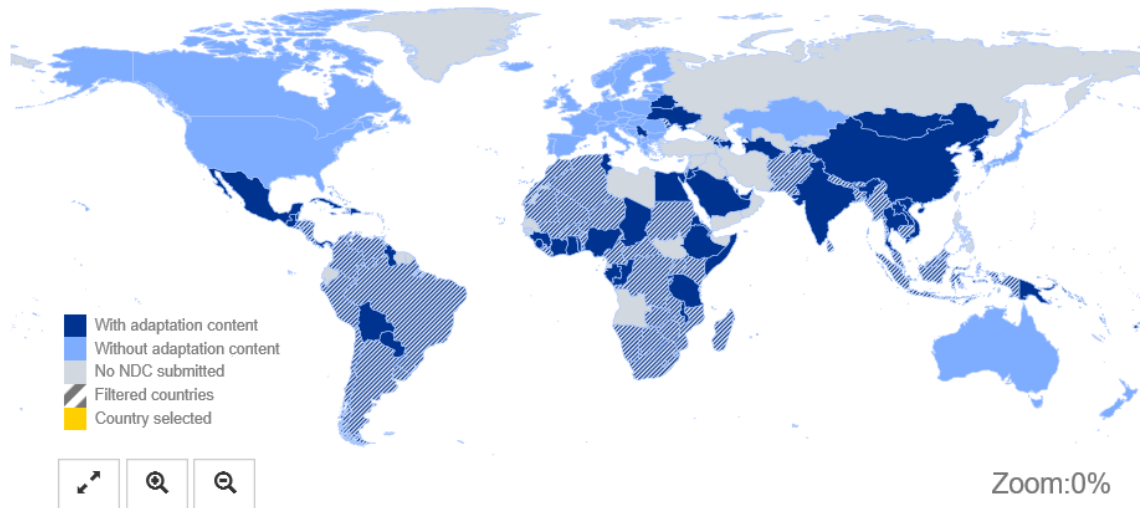 With adaptation content
Without adaptation content
No NDC submitted
Filtered countries
Country selected
Zoom:0%